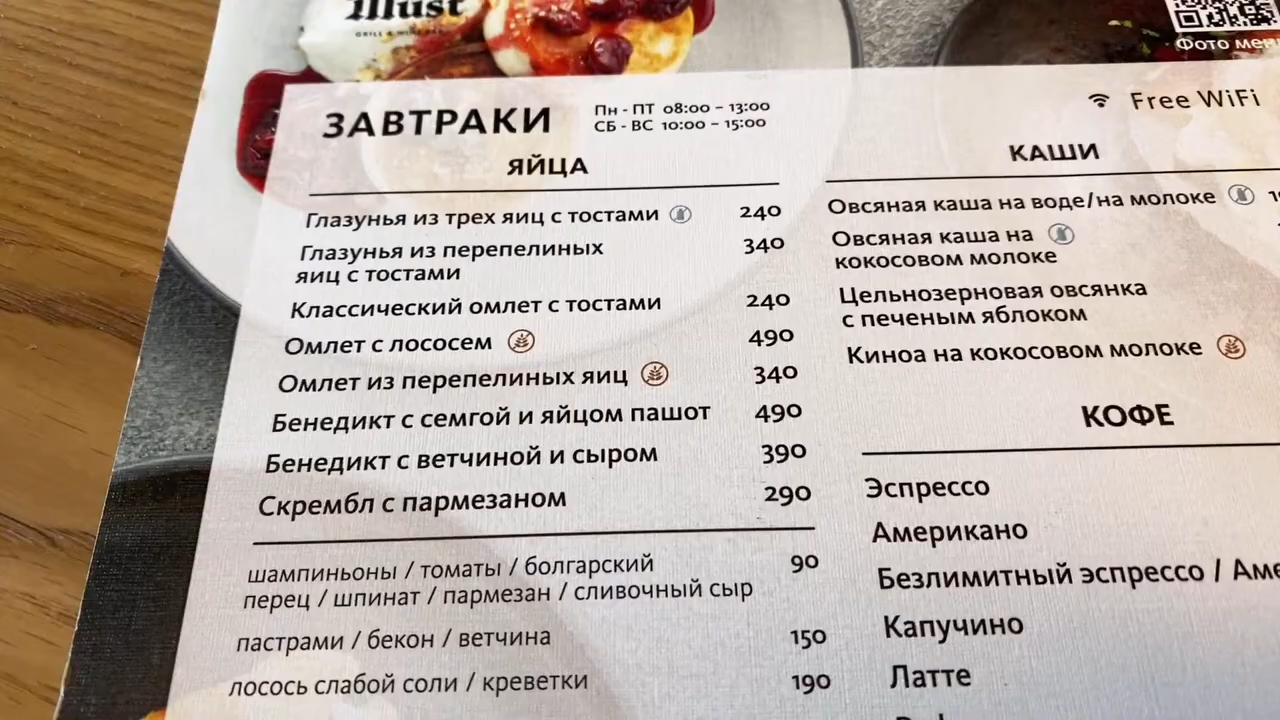 Must
GRILL & WINE BAR
Фото
ЗАВТРАКИ
Пн - ПТ 08:00 – 13:00
СБ - ВС 10:00 – 15:00
ЯЙЦА
Глазунья из трех яиц с тостами 240
Глазунья из перепелиных 340
яиц с тостами
Классический омлет с тостами 240
Омлет с лососем 490
Омлет из перепелиных яиц 340
Бенедикт с семгой и яйцом пашот 490
Бенедикт с ветчиной и сыром 390
Скрембл с пармезаном 290
шампиньоны / томаты / болгарский 90
перец / шпинат / пармезан / сливочный сыр
пастрами / бекон / ветчина 150
лосось слабой соли / креветки 190
Free WiFi
КАШИ
Овсяная каша на воде/на молоке
Овсяная каша на
кокосовом молоке
Цельнозерновая овсянка
с печеным яблоком
Киноа на кокосовом молоке
КОФЕ
Эспрессо
Американо
Безлимитный эспрессо /
Капучино
Латте